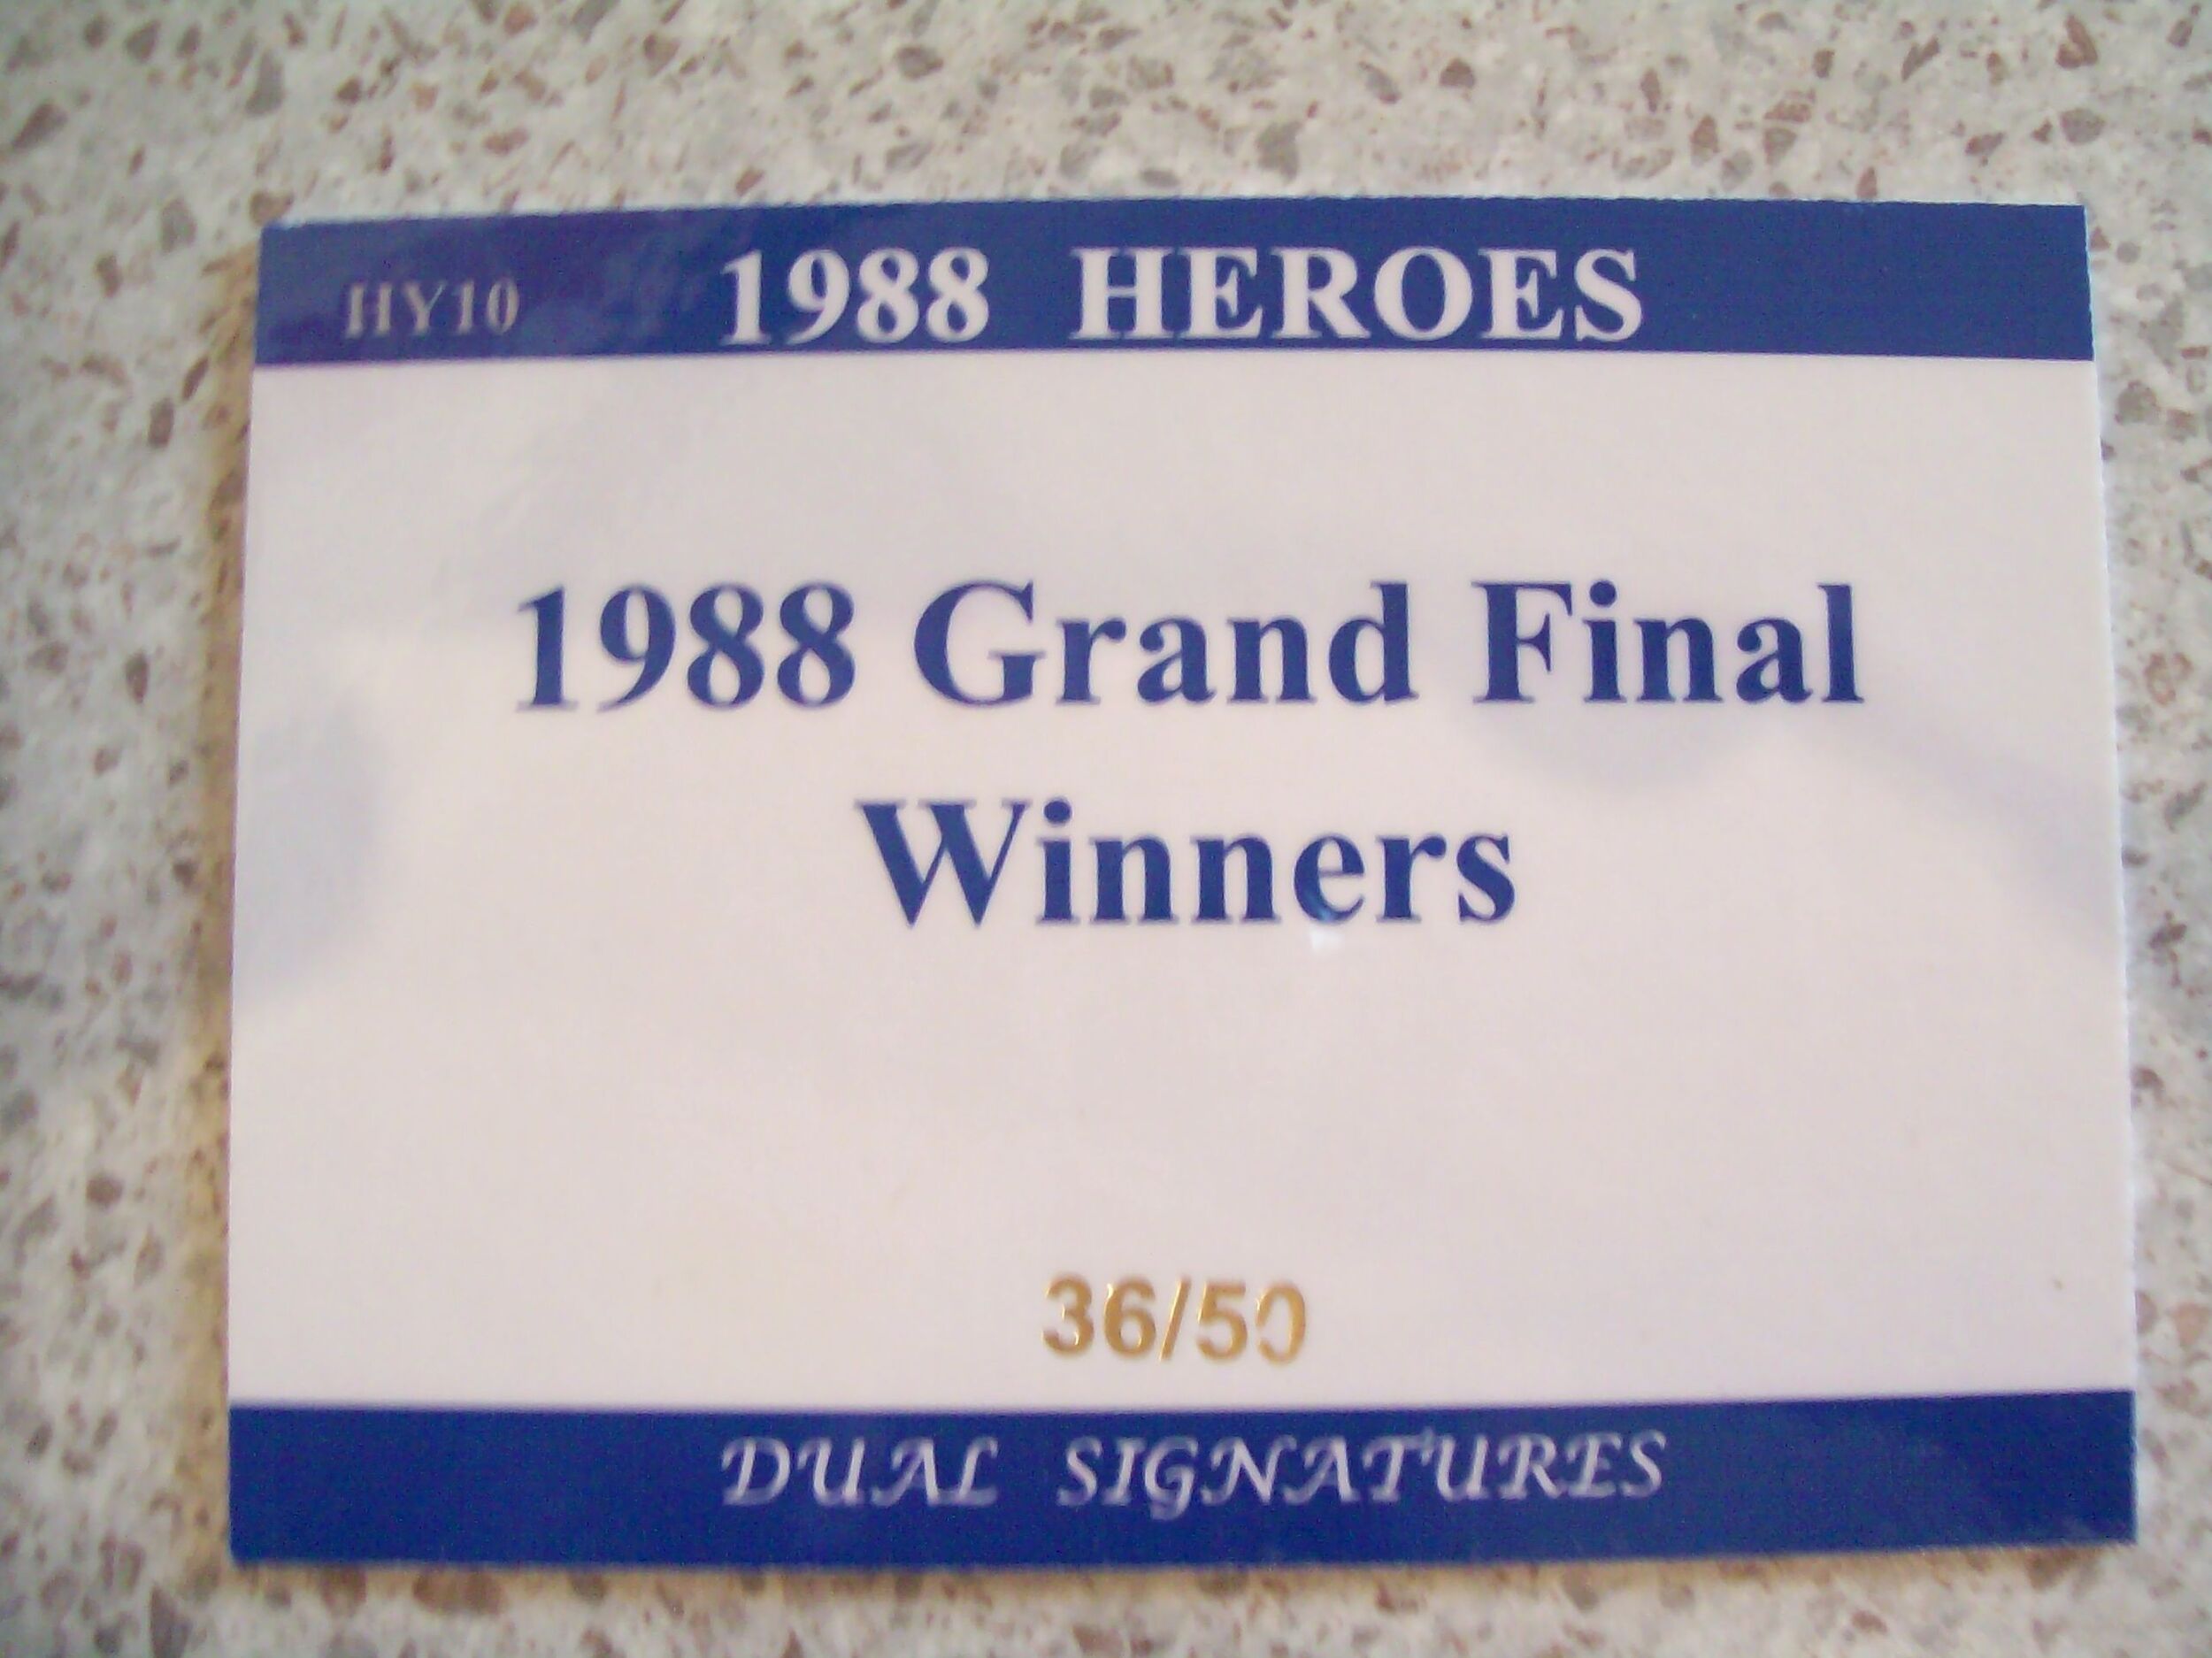 HY10 1988 HEROES
1988 Grand Final
Winners
36/50
DUAL SIGNATURES